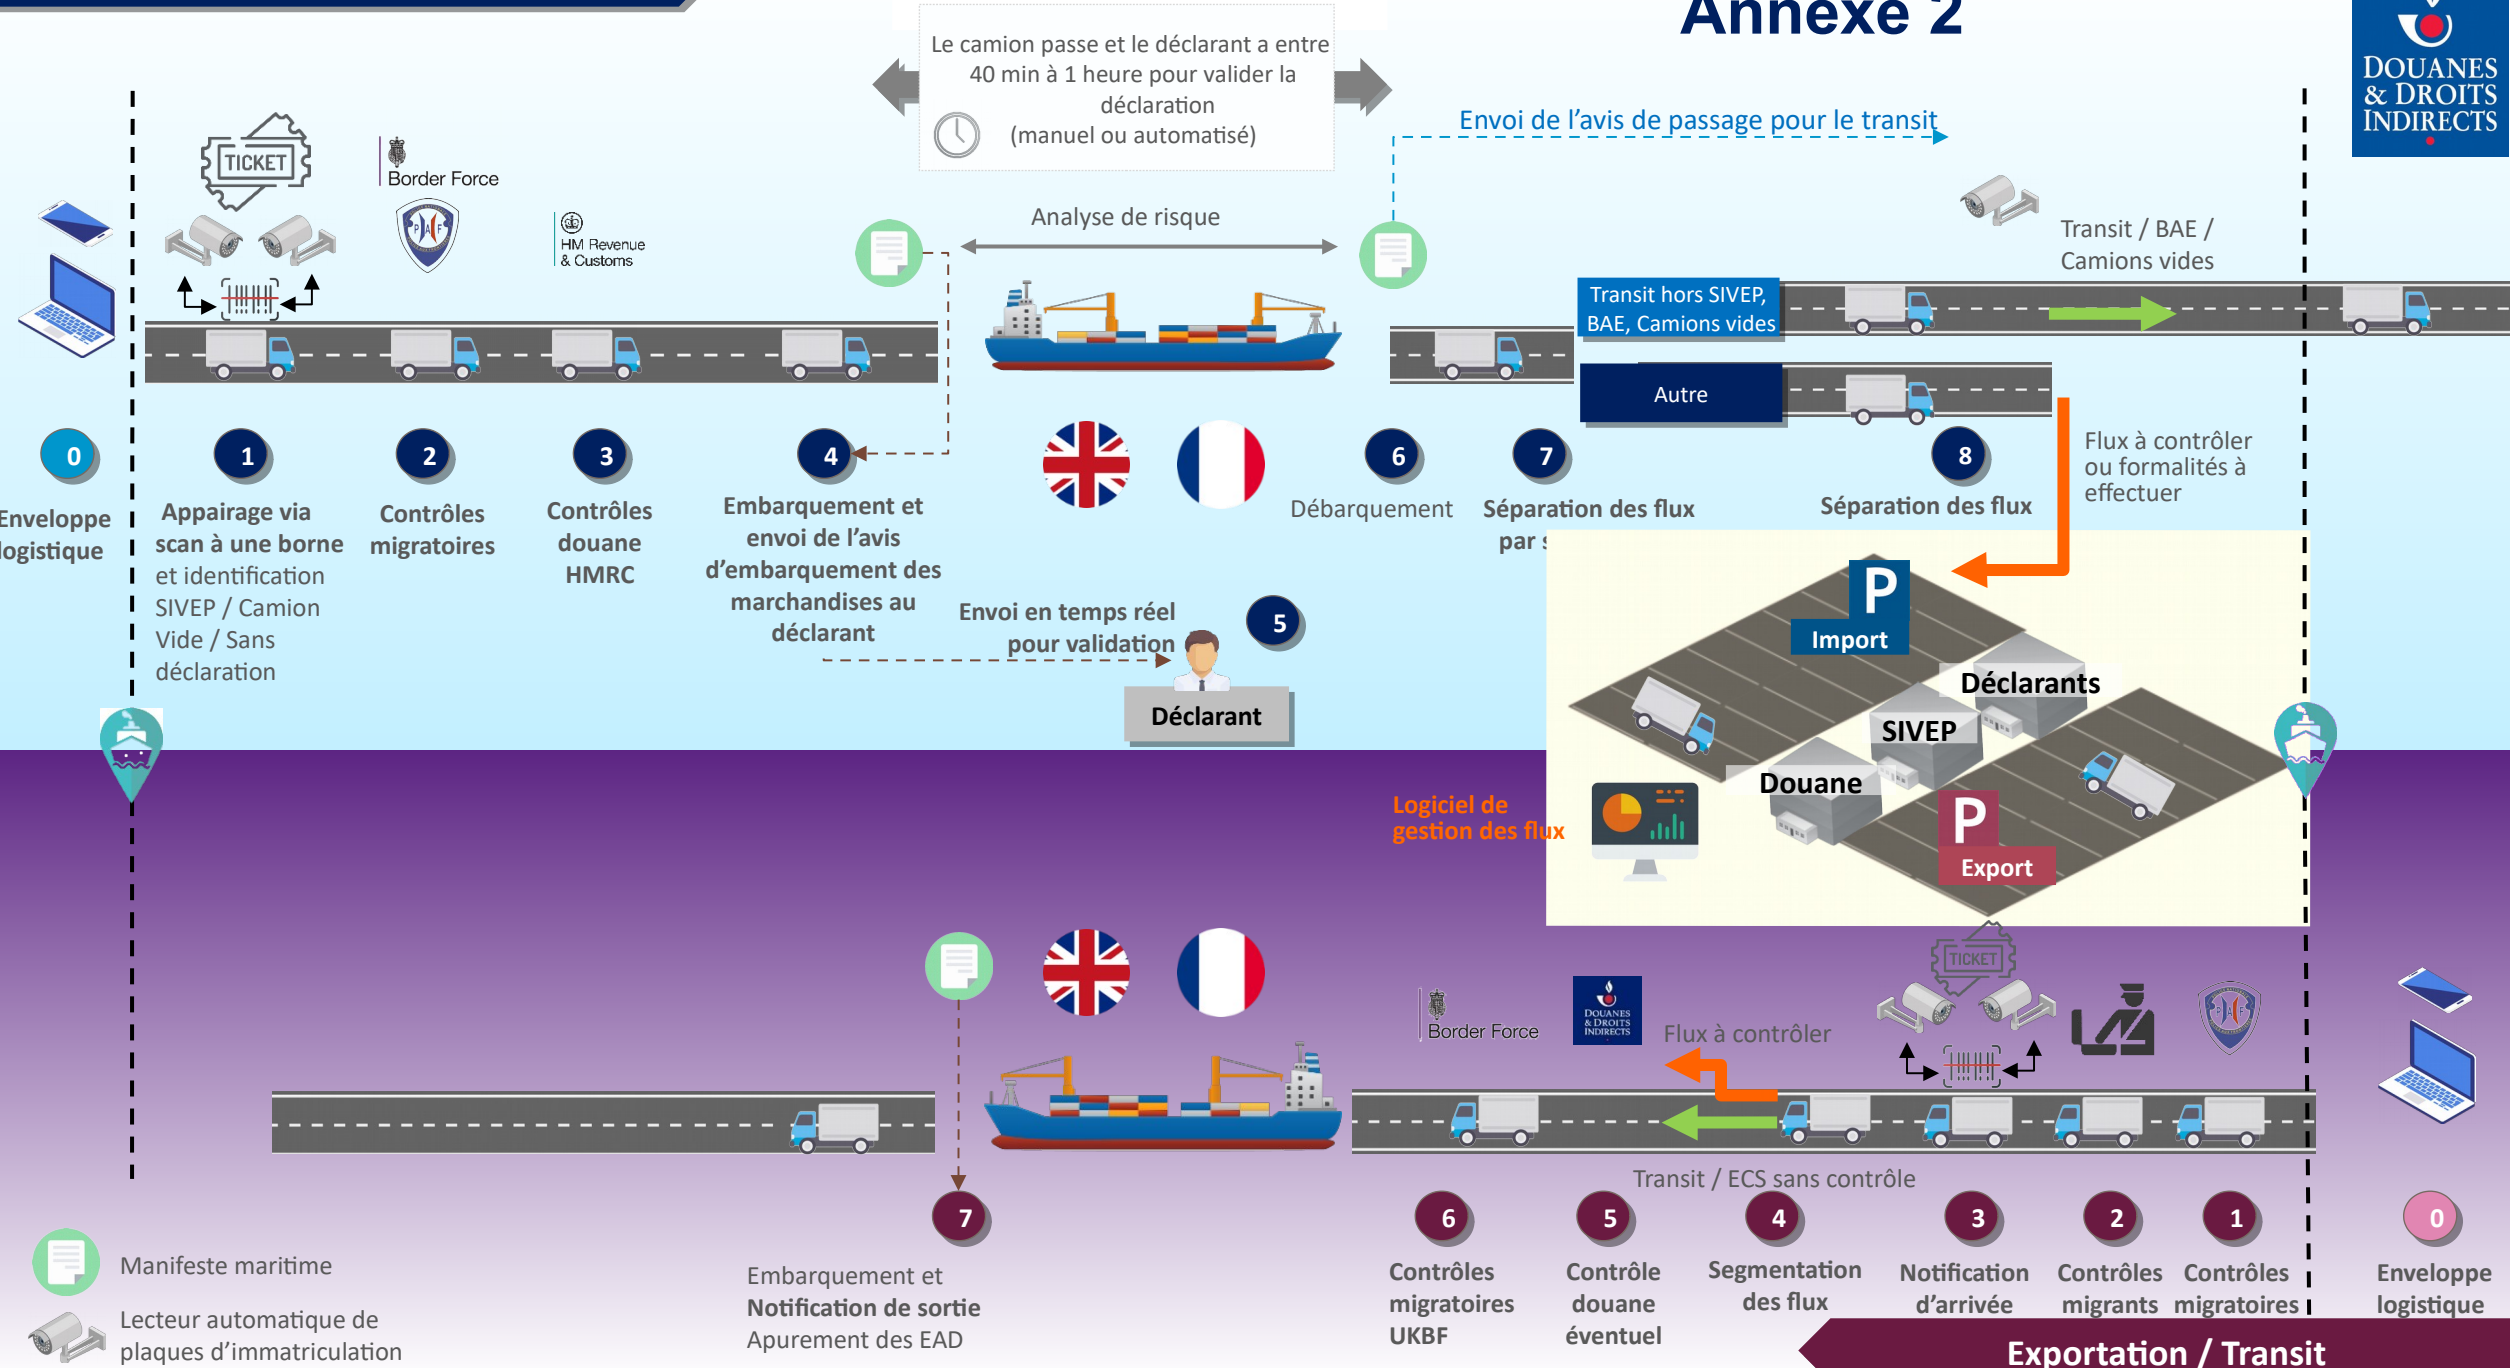 Annexe 2
DOUANES
& DROITS
INDIRECTS
Le camion passe et le déclarant a entre
40 min à 1 heure pour valider la
déclaration
(manuel ou automatisé)
Envoi de l'avis de passage pour le transit
TICKET
Border Force
PAF
HM Revenue
& Customs
Analyse de risque
Transit / BAE /
Camions vides
Transit hors SIVEP,
BAE, Camions vides
Autre
0
1
2
3
4
6
7
8
Flux à contrôler
ou formalités à
effectuer
Enveloppe
logistique
Appairage via
scan à une borne
et identification
SIVEP / Camion
Vide / Sans
déclaration
Contrôles
migratoires
Contrôles
douane
HMRC
Embarquement et
envoi de l'avis
d'embarquement des
marchandises au
déclarant
Débarquement
Séparation des flux
par
Séparation des flux
Envoi en temps réel
pour validation
5
Déclarant
P
Import
Déclarants
SIVEP
Douane
P
Export
Logiciel de
gestion des flux
TICKET
Border Force
DOUANES
& DROITS
INDIRECTS
Flux à contrôler
PAF
Transit / ECS sans contrôle
7
6
5
4
3
2
1
0
Embarquement et
Notification de sortie
Apurement des EAD
Contrôles
migratoires
UKBF
Contrôle
douane
éventuel
Segmentation
des flux
Notification
d'arrivée
Contrôles
migrants
Contrôles
migratoires
Enveloppe
logistique
Manifeste maritime
Lecteur automatique de
plaques d'immatriculation
Exportation / Transit